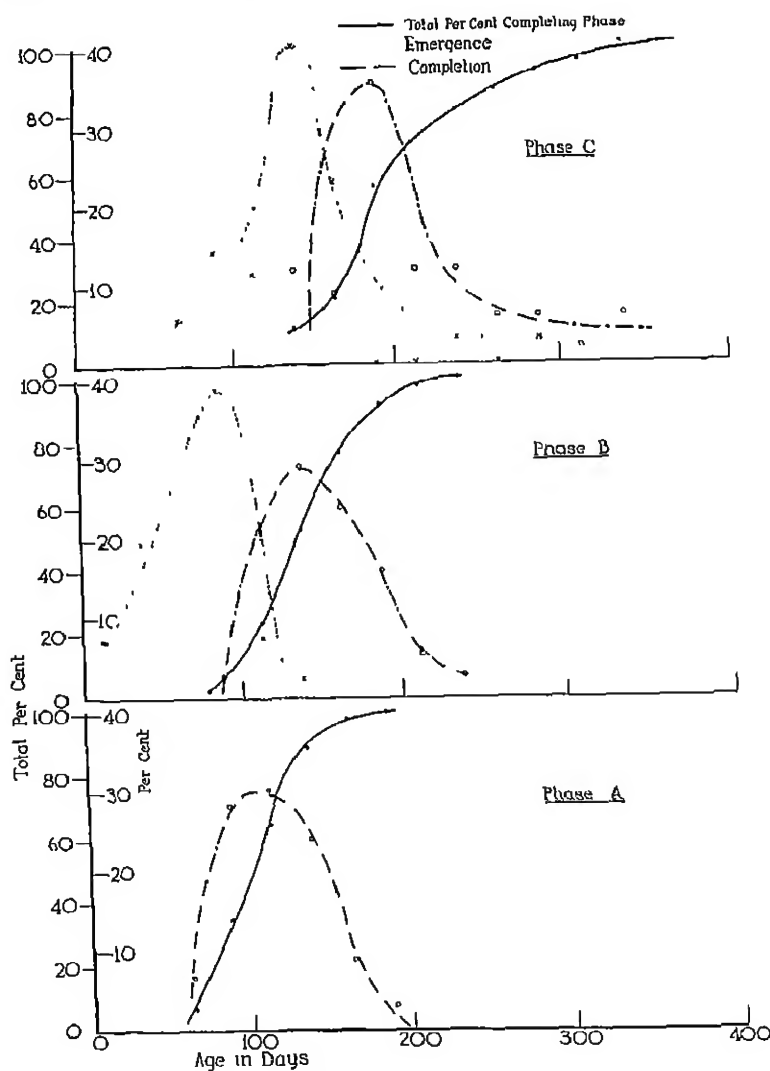 Total Per Cent Completing Phase
Emergence
Completion
100 40
80 30
60
20
40
10
20
0
Phase C
100 40
80 30
60
20
40
10
20
0
Phase B
100 40
80 30
60
20
40
10
20
0
Phase A
Total Per Cent
Per Cent
0 100 200 300 400
Age in Days